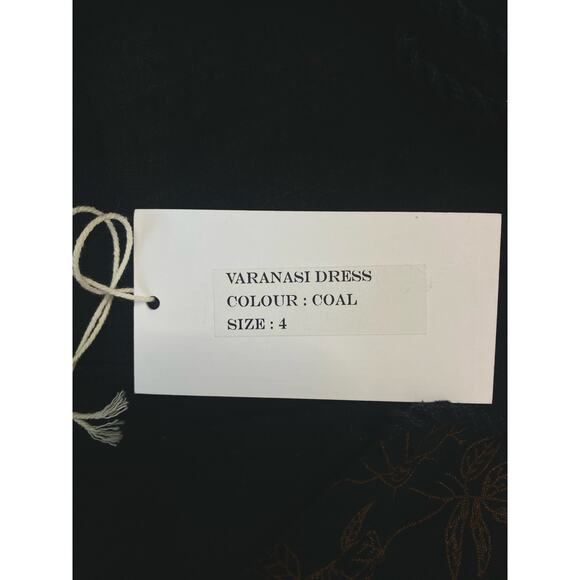 VARANASI DRESS
COLOUR : COAL
SIZE : 4